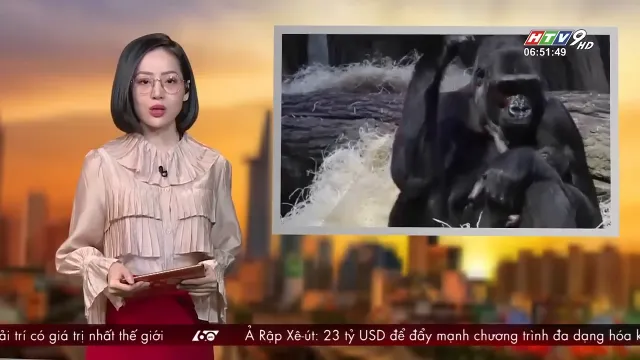 HTV9 HD
06:51:49
ải trí có giá trị nhất thế giới Ả Rập Xê-út: 23 tỷ USD để đẩy mạnh chương trình đa dạng hóa k